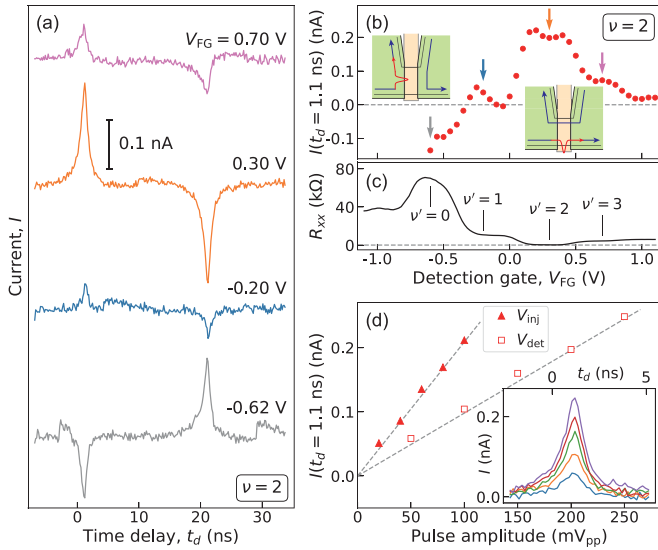 (a)
V_FG = 0.70 V
0.1 nA
0.30 V
-0.20 V
-0.62 V
ν = 2
Current, I
0 10 20 30
Time delay, t_d (ns)
(b)
ν = 2
I(t_d = 1.1 ns) (nA)
0.2
0.1
0.0
-0.1
(c)
R_xx (kΩ)
80
40
0
ν′ = 0
ν′ = 1
ν′ = 2
ν′ = 3
-1.0 -0.5 0.0 0.5 1.0
Detection gate, V_FG (V)
(d)
V_inj
V_det
I(t_d = 1.1 ns) (nA)
0.2
0.1
0.0
0 50 100 150 200 250
Pulse amplitude (mV_pp)
t_d (ns)
0 5
I (nA)
0.2
0.0